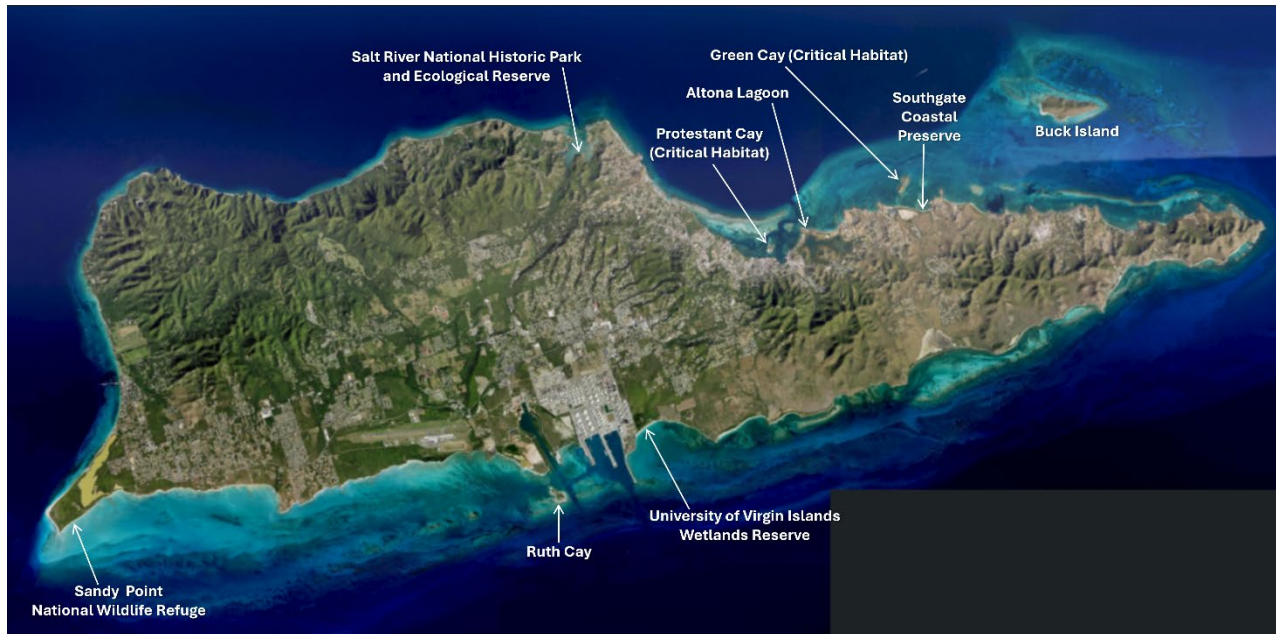 Salt River National Historic Park
and Ecological Reserve
Green Cay (Critical Habitat)
Altona Lagoon
Southgate
Coastal
Preserve
Protestant Cay
(Critical Habitat)
Buck Island
University of Virgin Islands
Wetlands Reserve
Ruth Cay
Sandy Point
National Wildlife Refuge